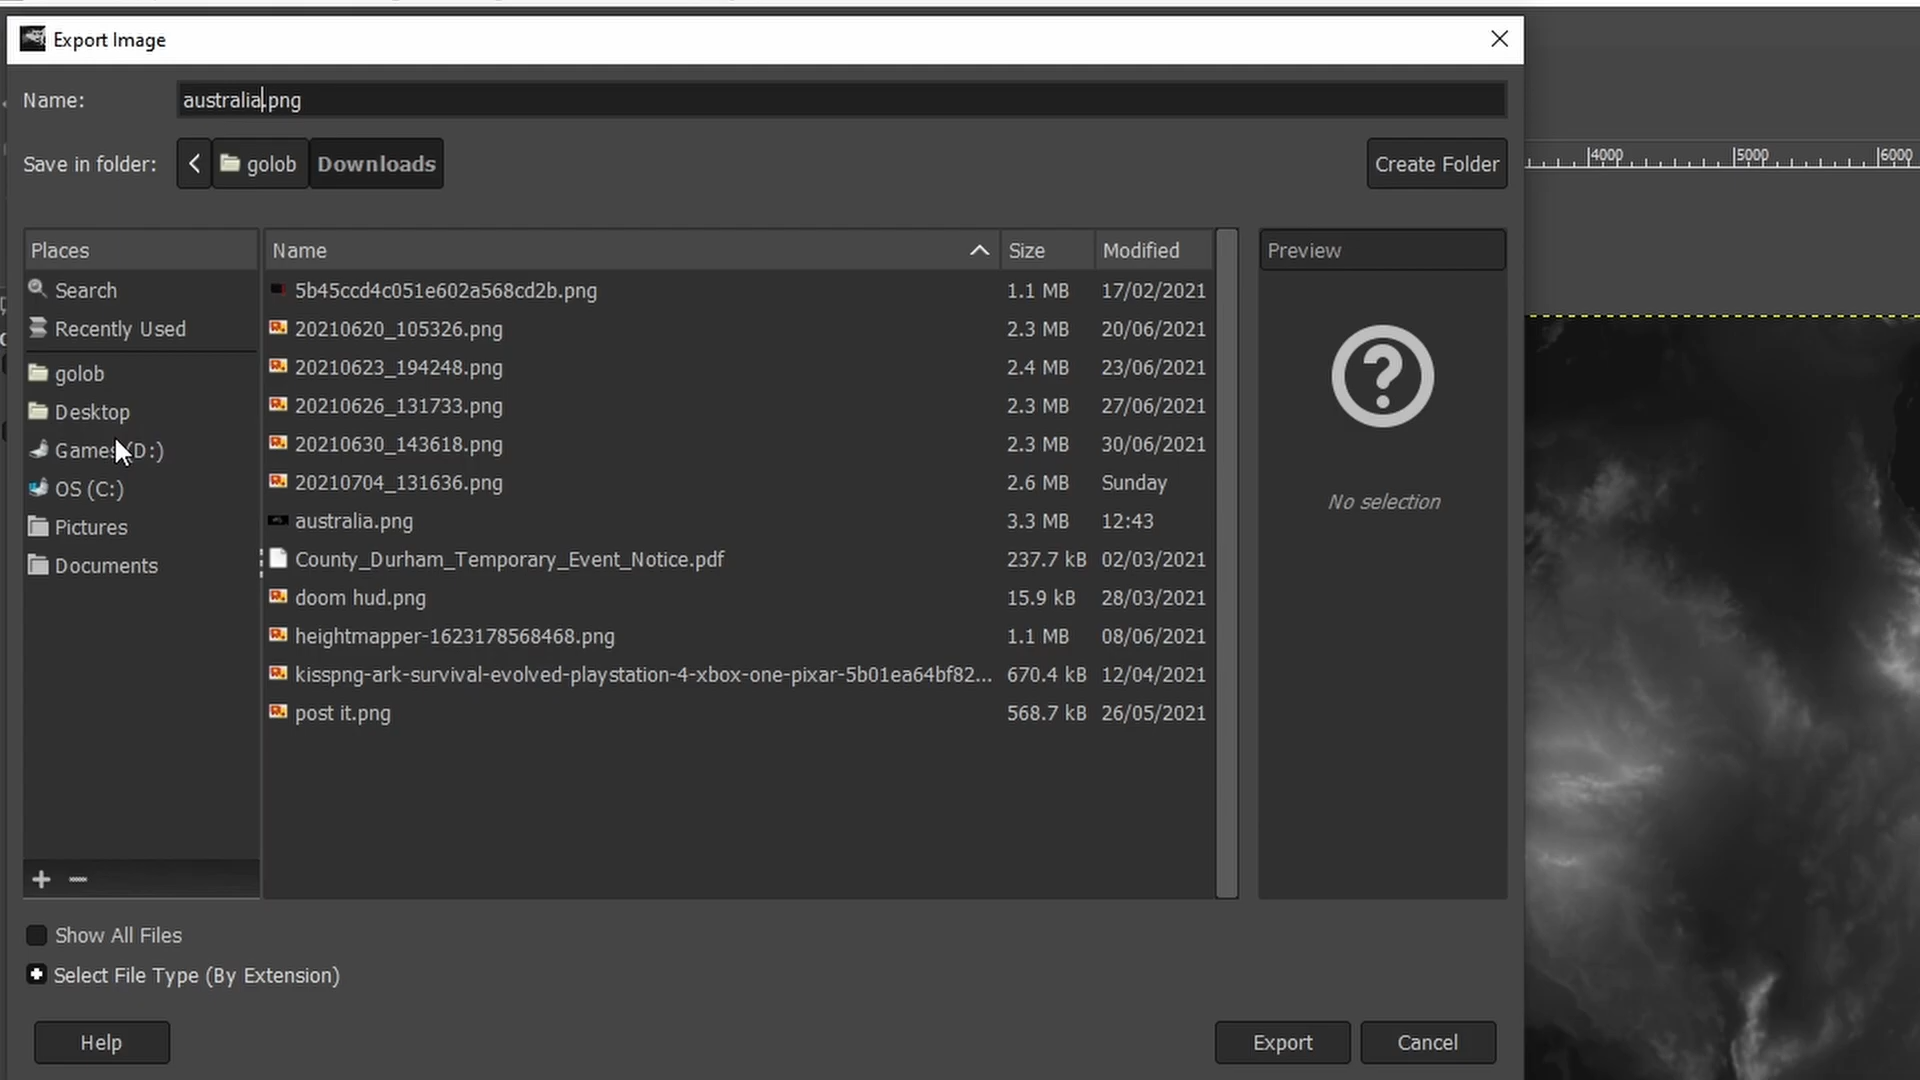 Export Image
Name: australia.png
Save in folder: golob Downloads Create Folder
4000 5000 6000
Places
Search
Recently Used
golob
Desktop
Games (D:)
OS (C:)
Pictures
Documents
Name Size Modified
5b45ccd4c051e602a568cd2b.png 1.1 MB 17/02/2021
20210620_105326.png 2.3 MB 20/06/2021
20210623_194248.png 2.4 MB 23/06/2021
20210626_131733.png 2.3 MB 27/06/2021
20210630_143618.png 2.3 MB 30/06/2021
20210704_131636.png 2.6 MB Sunday
australia.png 3.3 MB 12:43
County_Durham_Temporary_Event_Notice.pdf 237.7 kB 02/03/2021
doom hud.png 15.9 kB 28/03/2021
heightmapper-1623178568468.png 1.1 MB 08/06/2021
kisspng-ark-survival-evolved-playstation-4-xbox-one-pixar-5b01ea64bf82... 670.4 kB 12/04/2021
post it.png 568.7 kB 26/05/2021
Preview
No selection
Show All Files
Select File Type (By Extension)
Help Export Cancel